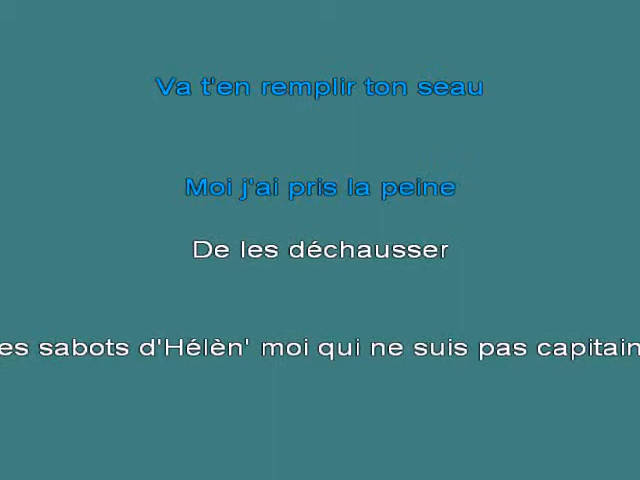 Va t'en remplir ton seau
Moi j'ai pris la peine
De les déchausser
es sabots d'Hélèn' moi qui ne suis pas capitain